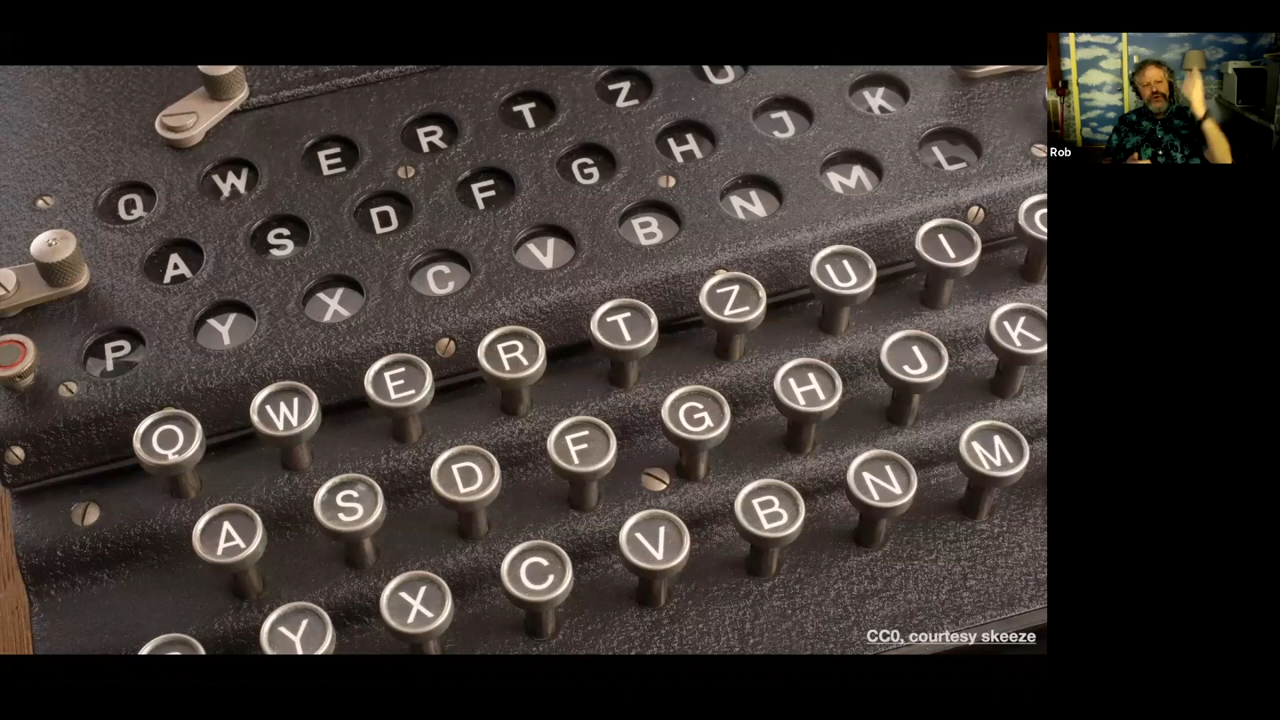 Q W E R T Z U
A S D F G H J K
P Y X C V B N M L
Q W E R T Z U I
A S D F G H J K
Y X C V B N M
CC0, courtesy skeeze
Rob